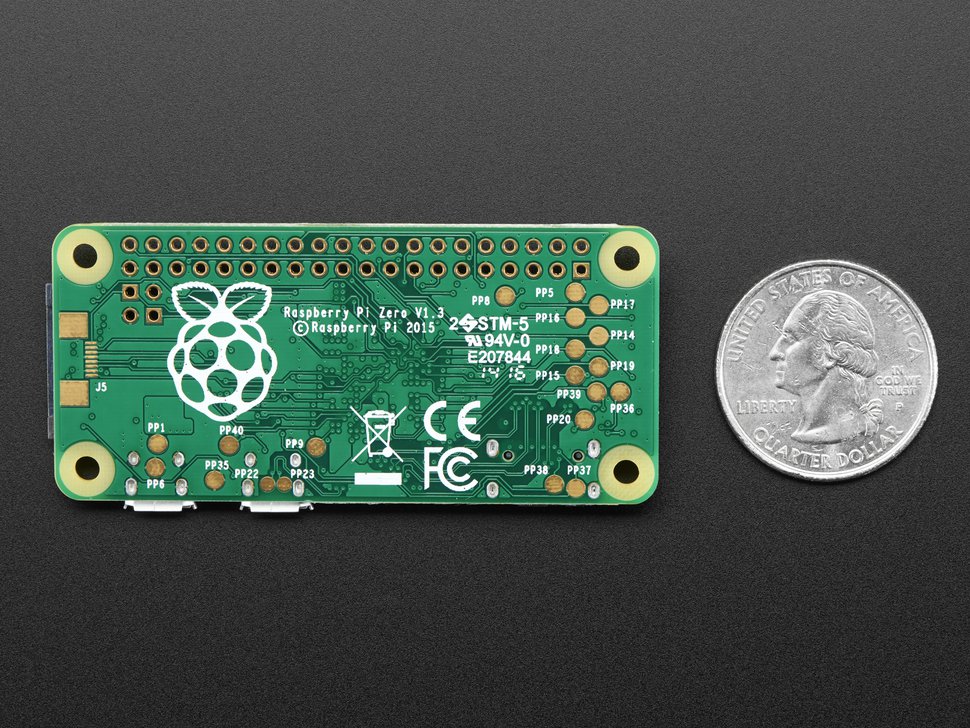 Raspberry Pi Zero V1.3
©Raspberry Pi 2015
2 STM-5
94V-0
E207844
1416
PP8
PP5
PP17
PP16
PP14
PP18
PP19
PP15
PP39
PP36
PP20
J5
PP1
PP40
PP9
PP6
PP35
PP22
PP23
PP38
PP37
CE
FC
UNITED STATES OF AMERICA
LIBERTY
IN
GOD WE
TRUST
P
QUARTER DOLLAR